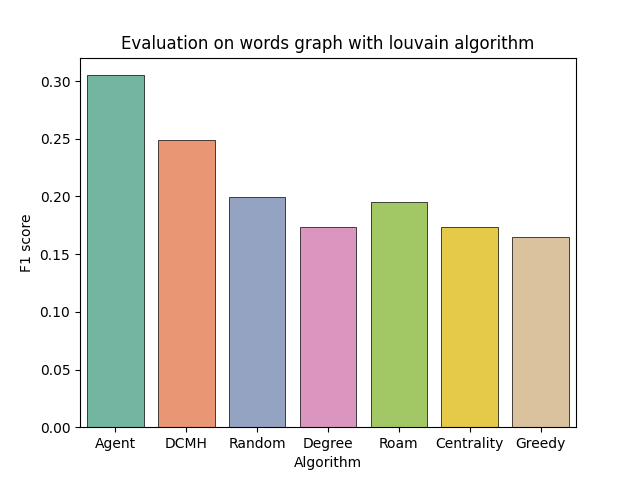 Evaluation on words graph with louvain algorithm
0.30
0.25
0.20
0.15
0.10
0.05
0.00
F1 score
Agent DCMH Random Degree Roam Centrality Greedy
Algorithm